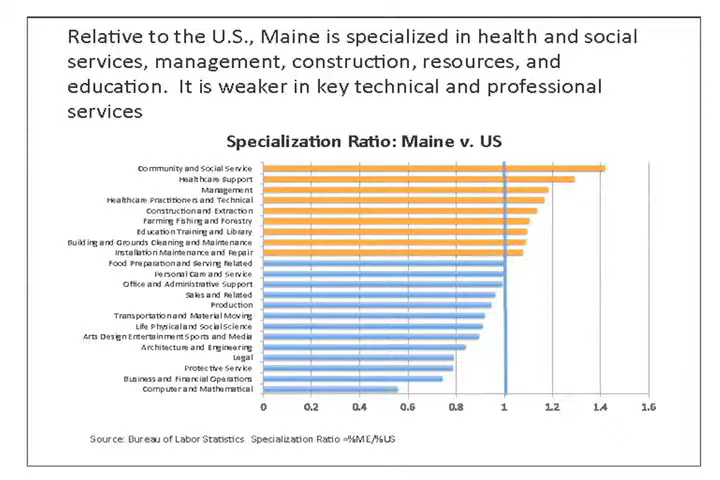 Relative to the U.S., Maine is specialized in health and social
services, management, construction, resources, and
education. It is weaker in key technical and professional
services
Specialization Ratio: Maine v. US
Community and Social Service
Healthcare Support
Management
Healthcare Practitioners and Technical
Construction and Extraction
Farming Fishing and Forestry
Education Training and Library
Building and Grounds Cleaning and Maintenance
Installation Maintenance and Repair
Food Preparation and Serving Related
Personal Care and Service
Office and Administrative Support
Sales and Related
Production
Transportation and Material Moving
Life Physical and Social Science
Arts Design Entertainment Sports and Media
Architecture and Engineering
Legal
Protective Service
Business and Financial Operations
Computer and Mathematical
0 0.2 0.4 0.6 0.8 1 1.2 1.4 1.6
Source: Bureau of Labor Statistics Specialization Ratio =%ME/%US